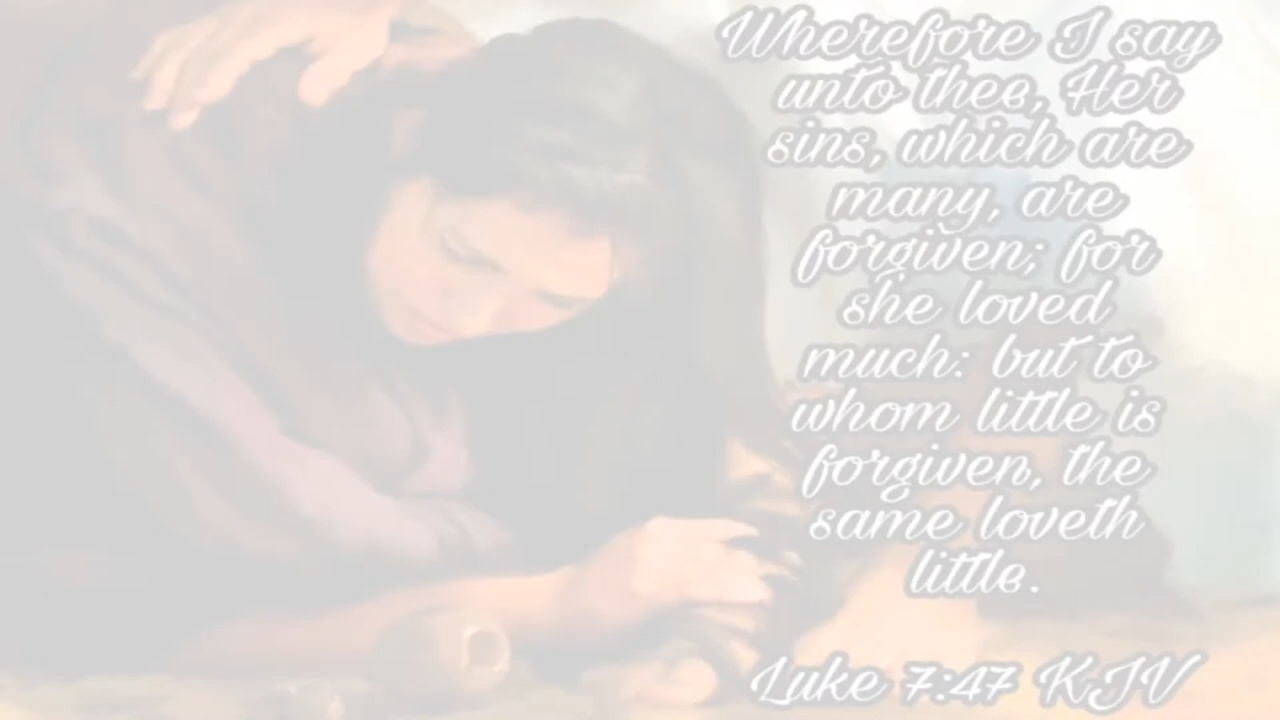 Wherefore I say
unto thee, Her
sins, which are
many, are
forgiven; for
she loved
much: but to
whom little is
forgiven, the
same loveth
little.
Luke 7:47 KJV